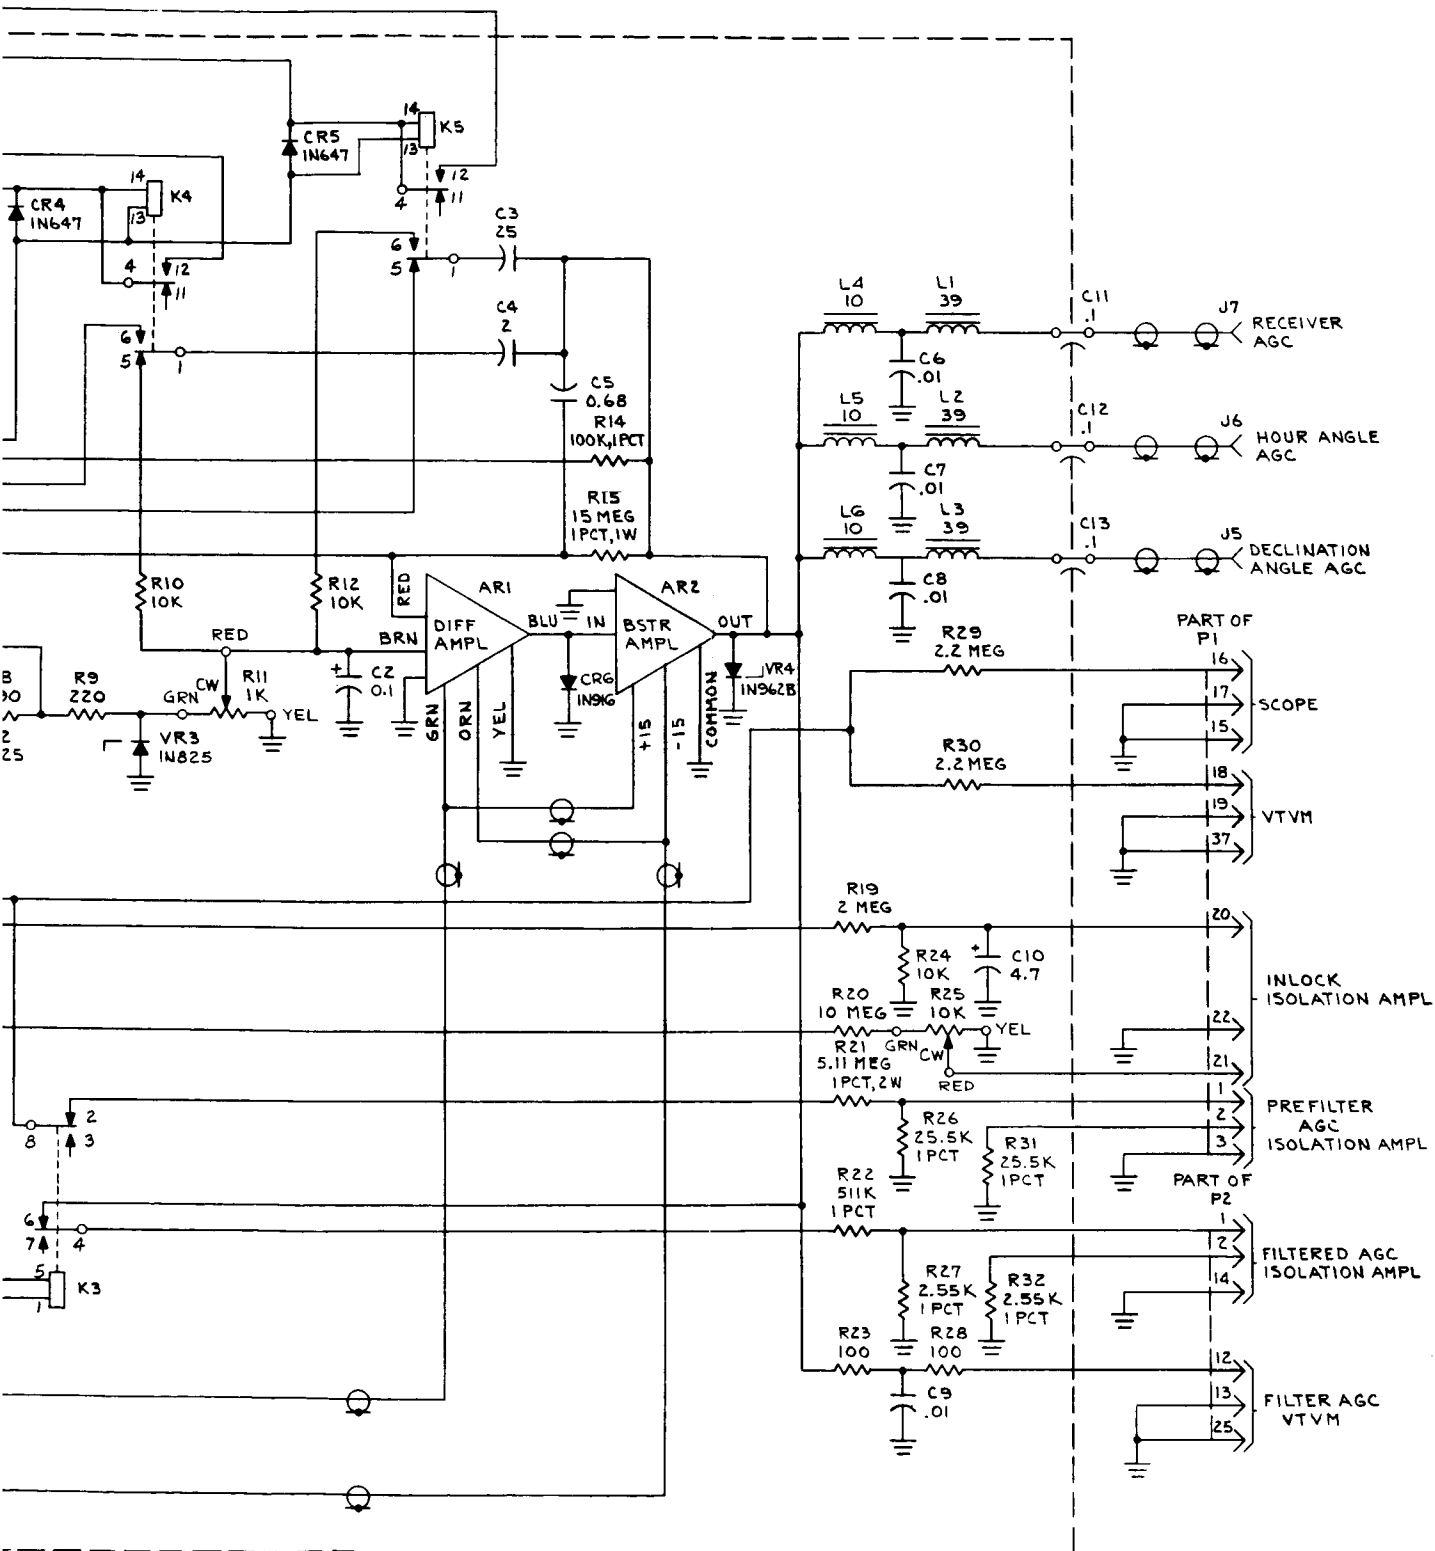 14
K5
13
CR5
1N647
12
11
4
14
K4
13
CR4
1N647
4
12
11
C3
25
6
5
1
6
5
1
C4
2
C5
0.68
R14
100K,1PCT
R15
15 MEG
1PCT,1W
L4
10
L1
39
C11
.1
J7
RECEIVER
AGC
C6
.01
L5
10
L2
39
C12
.1
J6
HOUR ANGLE
AGC
C7
.01
L6
10
L3
39
C13
.1
J5
DECLINATION
ANGLE AGC
C8
.01
R10
10K
R12
10K
RED
AR1
DIFF
AMPL
BRN
BLU
IN
AR2
BSTR
AMPL
OUT
RED
C2
+
0.1
CR6
1N916
VR4
1N962B
GRN
ORN
YEL
+15
-15
COMMON
8
90
2
25
R9
220
GRN
CW
R11
1K
YEL
VR3
1N825
R29
2.2 MEG
R30
2.2 MEG
PART OF
P1
16
17
15
SCOPE
18
19
37
VTVM
R19
2 MEG
R24
10K
+
C10
4.7
20
22
21
INLOCK
ISOLATION AMPL
R20
10 MEG
R25
10K
GRN
CW
YEL
RED
R21
5.11 MEG
1PCT,2W
1
2
3
PREFILTER
AGC
ISOLATION AMPL
R26
25.5K
1PCT
R31
25.5K
1PCT
8
2
3
R22
511K
1PCT
PART OF
P2
1
2
14
FILTERED AGC
ISOLATION AMPL
6
7
4
5
1
K3
R27
2.55K
1PCT
R32
2.55K
1PCT
R23
100
R28
100
C9
.01
12
13
25
FILTER AGC
VTVM